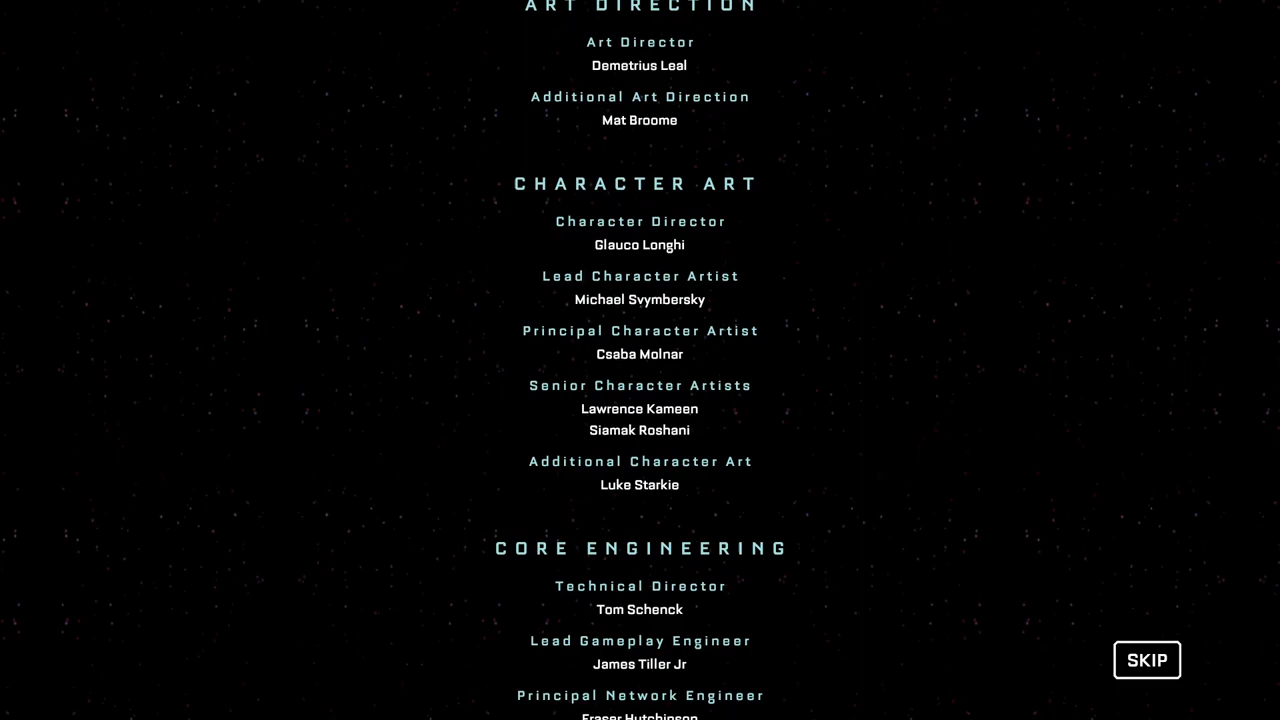 ART DIRECTION
Art Director
Demetrius Leal
Additional Art Direction
Mat Broome
CHARACTER ART
Character Director
Glauco Longhi
Lead Character Artist
Michael Svymbersky
Principal Character Artist
Csaba Molnar
Senior Character Artists
Lawrence Kameen
Siamak Roshani
Additional Character Art
Luke Starkie
CORE ENGINEERING
Technical Director
Tom Schenck
Lead Gameplay Engineer
James Tiller Jr
SKIP
Principal Network Engineer
Fraser Hutchinson